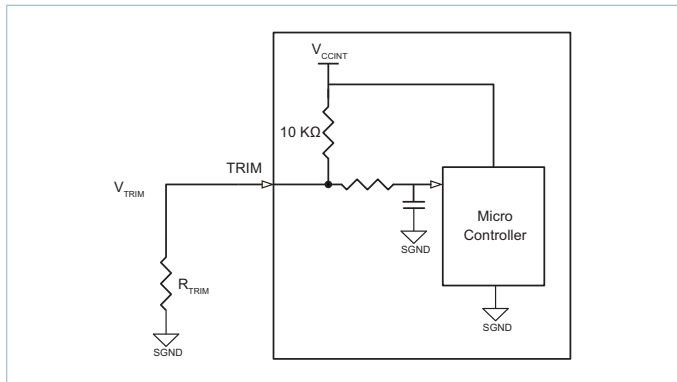 V_CCINT
10 KΩ
TRIM
V_TRIM
Micro
Controller
SGND
R_TRIM
SGND
SGND